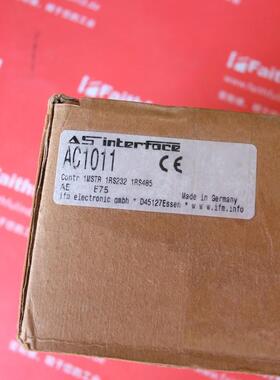 AS interface
AC1011
CE
Contr 1MSTR 1RS232 1RS485
AE E75
Made in Germany
ifm electronic gmbh * D45127Essen * www.ifm.info
Faith